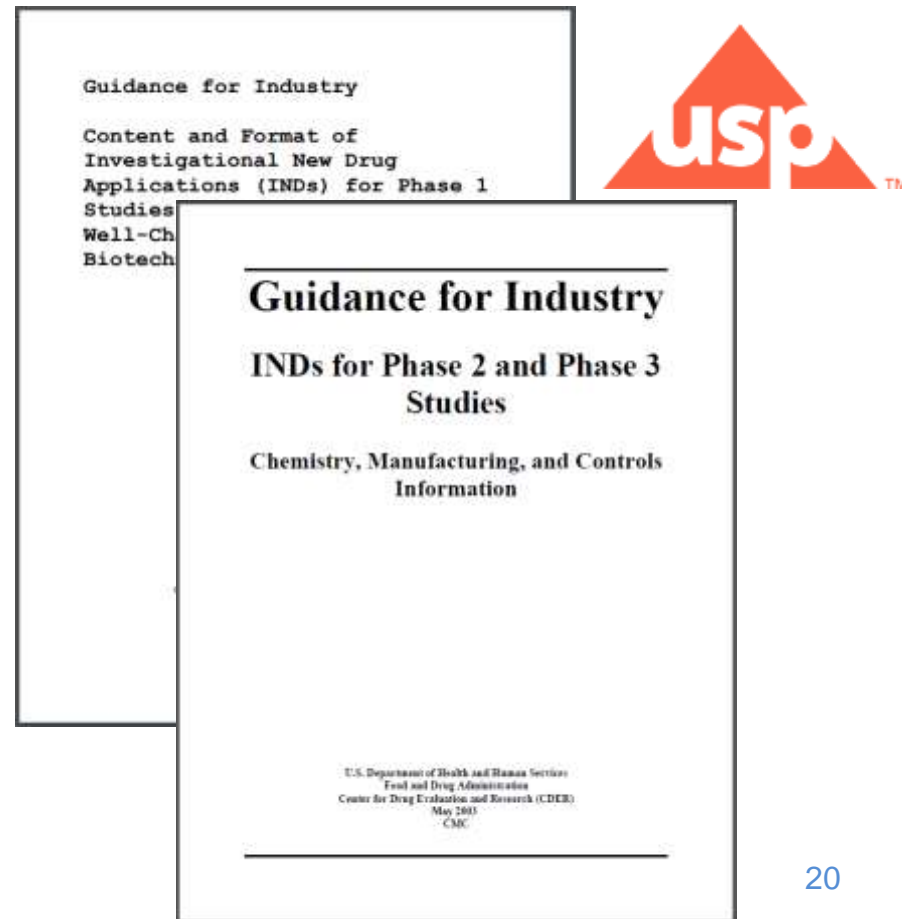 Guidance for Industry
Content and Format of
Investigational New Drug
Applications (INDs) for Phase 1
Studies
Well-Ch
Biotech
usp
TM
Guidance for Industry
INDs for Phase 2 and Phase 3
Studies
Chemistry, Manufacturing, and Controls
Information
U.S. Department of Health and Human Services
Food and Drug Administration
Center for Drug Evaluation and Research (CDER)
May 2003
CMC
20